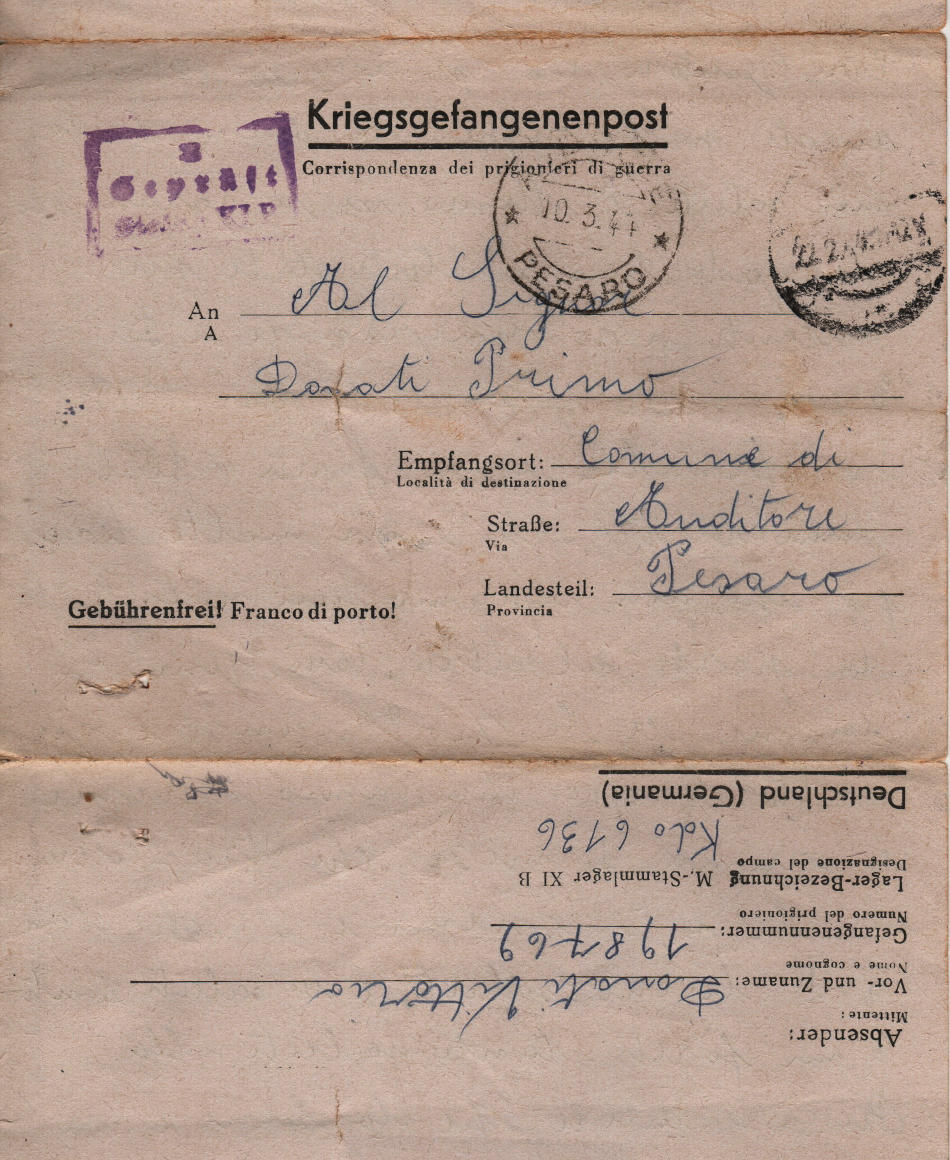 Kriegsgefangenenpost
Corrispondenza dei prigionieri di guerra
Geprüft
10.3.44
PESARO
An Al Signor
A
Donati Primo
Empfangsort: Comune di
Località di destinazione
Straße: Auditore
Via
Landesteil: Pesaro
Provincia
Gebührenfrei! Franco di porto!
Absender:
Mittente:
Vor- und Zuname: Donati Vittorio
Nome e cognome
Gefangenennummer: 198769
Numero del prigioniero
Lager-Bezeichnung M.-Stammlager XI B
Designazione del campo
Kdo 6136
Deutschland (Germania)